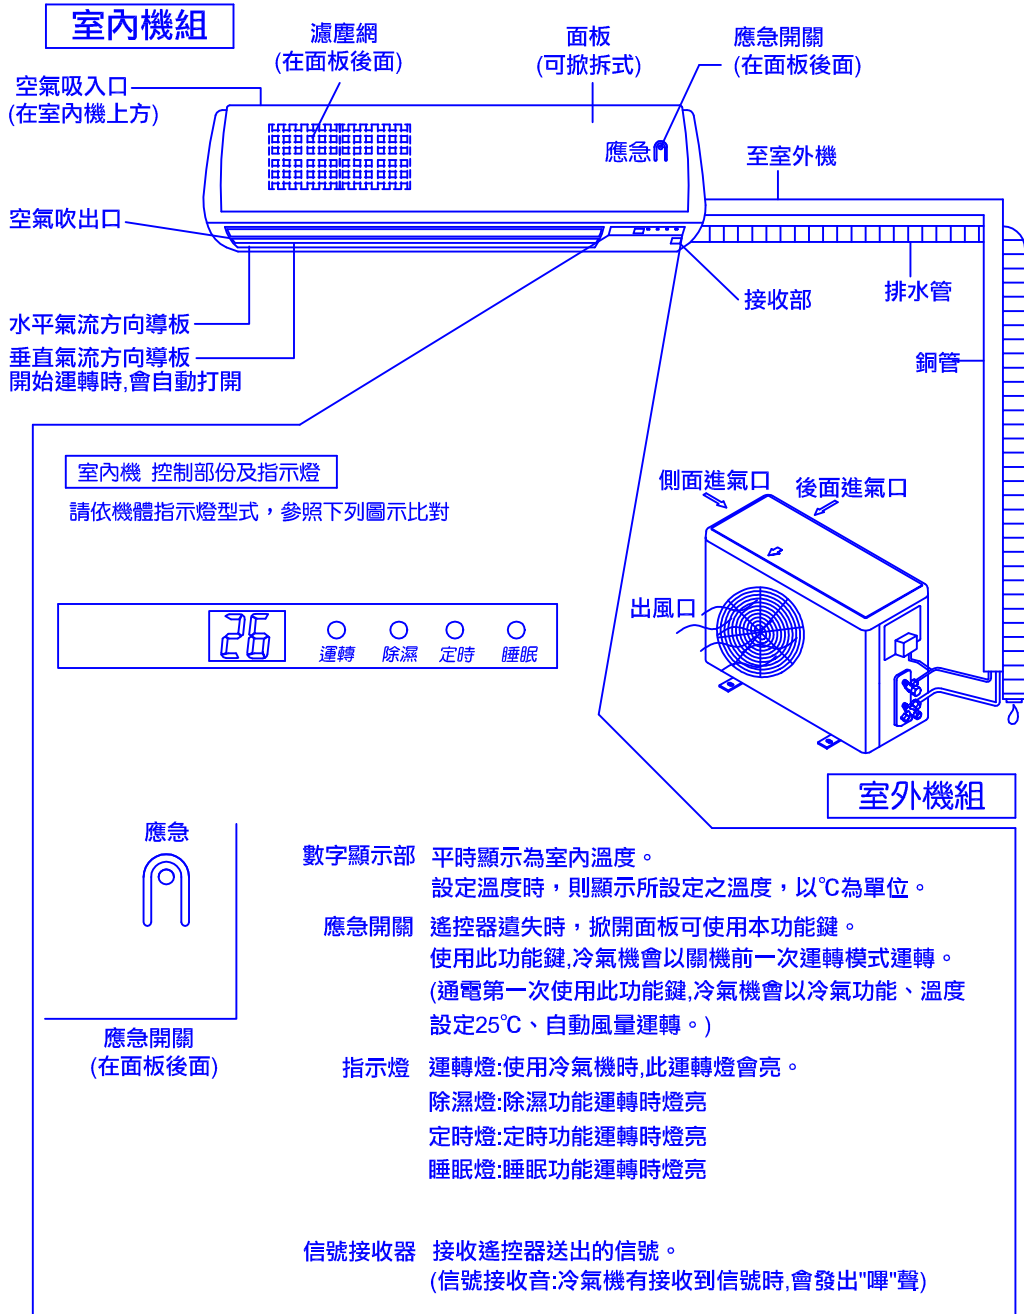 室內機組
濾塵網
(在面板後面)
面板
(可掀拆式)
應急開關
(在面板後面)
空氣吸入口
(在室內機上方)
應急
至室外機
空氣吹出口
接收部
排水管
水平氣流方向導板
垂直氣流方向導板
開始運轉時,會自動打開
銅管
室內機 控制部份及指示燈
請依機體指示燈型式，參照下列圖示比對
側面進氣口
後面進氣口
出風口
26
運轉 除濕 定時 睡眠
室外機組
應急
應急開關
(在面板後面)
數字顯示部 平時顯示為室內溫度。
設定溫度時，則顯示所設定之溫度，以℃為單位。
應急開關 遙控器遺失時，掀開面板可使用本功能鍵。
使用此功能鍵,冷氣機會以關機前一次運轉模式運轉。
(通電第一次使用此功能鍵,冷氣機會以冷氣功能、溫度
設定25℃、自動風量運轉。)
指示燈 運轉燈:使用冷氣機時,此運轉燈會亮。
除濕燈:除濕功能運轉時燈亮
定時燈:定時功能運轉時燈亮
睡眠燈:睡眠功能運轉時燈亮
信號接收器 接收遙控器送出的信號。
(信號接收音:冷氣機有接收到信號時,會發出"嗶"聲)